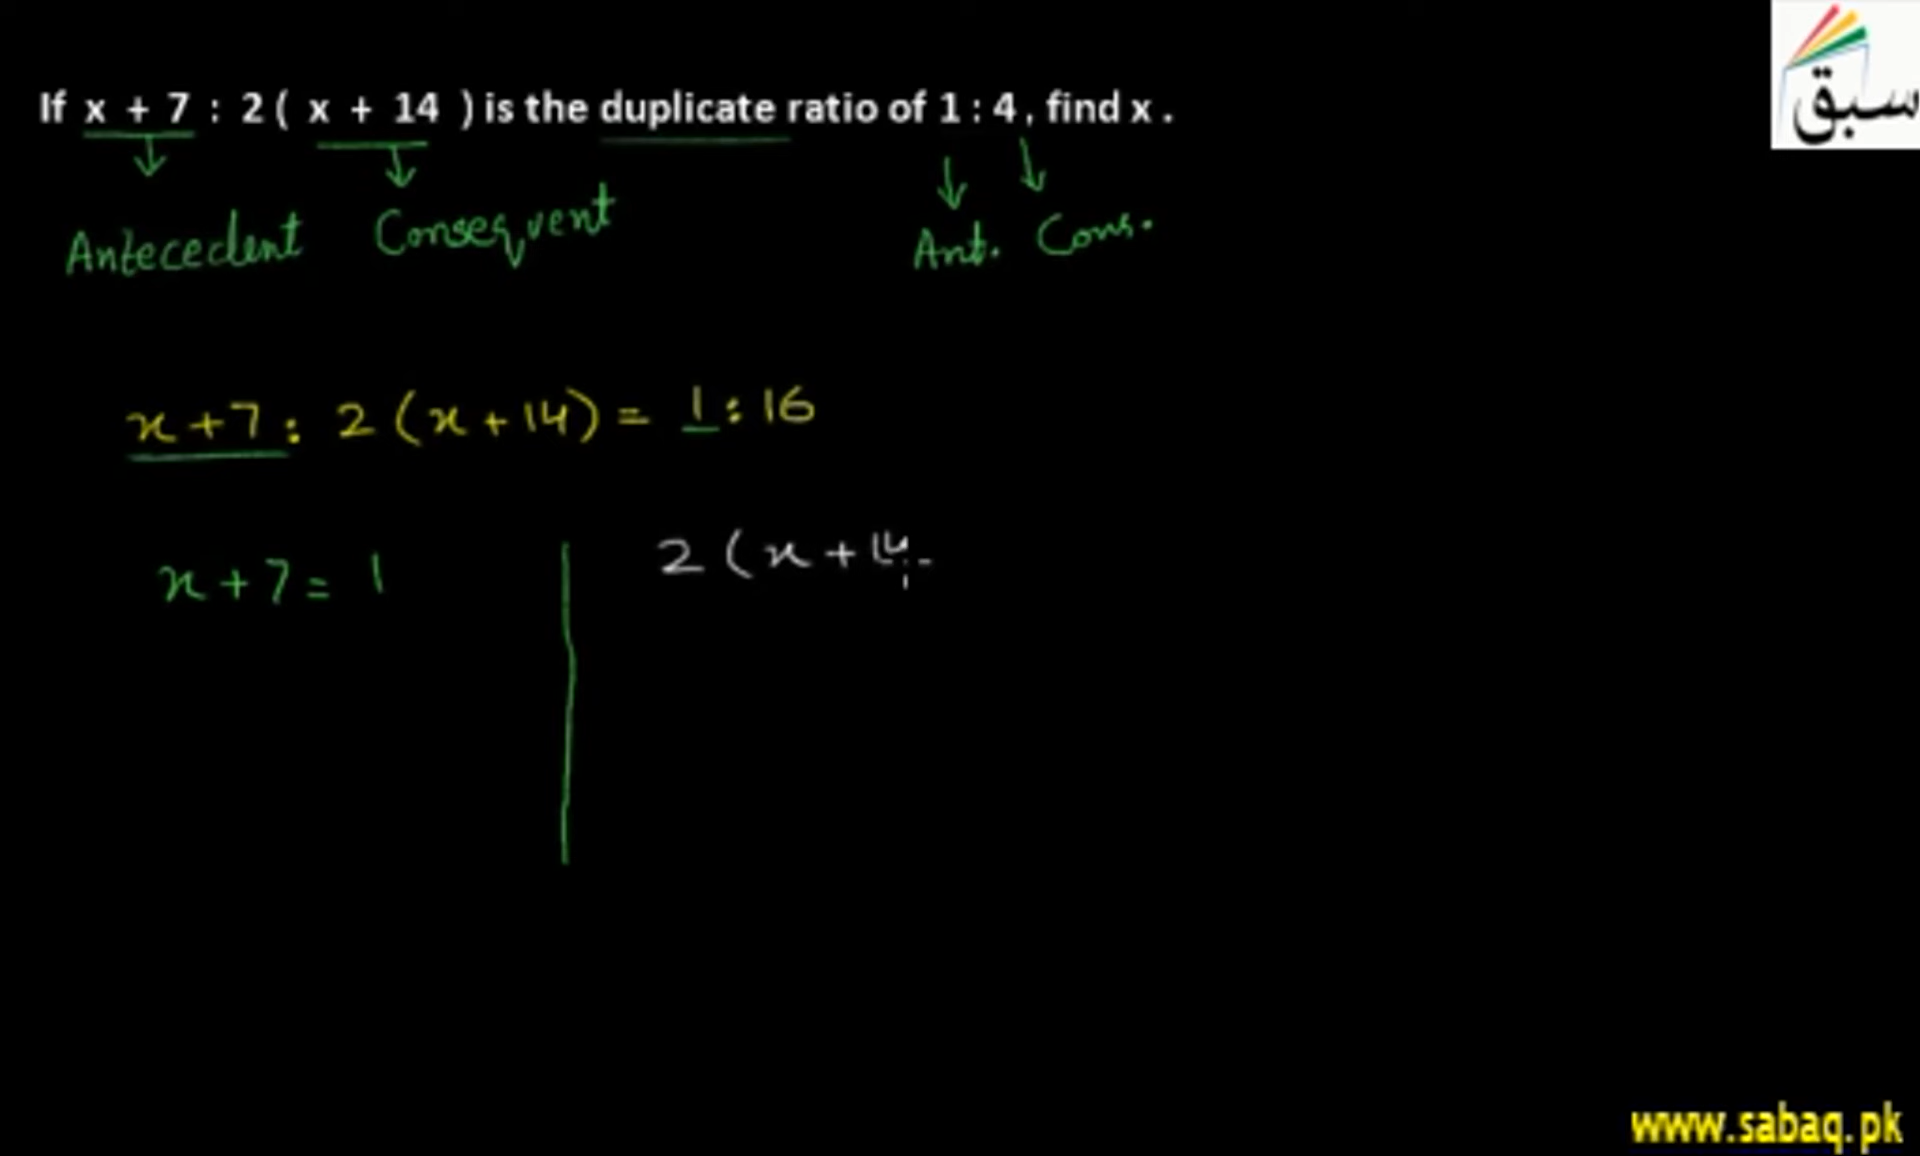 سبق
If x + 7 : 2 ( x + 14 ) is the duplicate ratio of 1 : 4 , find x .
Antecedent Consequent Ant. Cons.
x + 7 : 2 ( x + 14 ) = 1 : 16
x + 7 = 1 2 ( x + 14
www.sabaq.pk